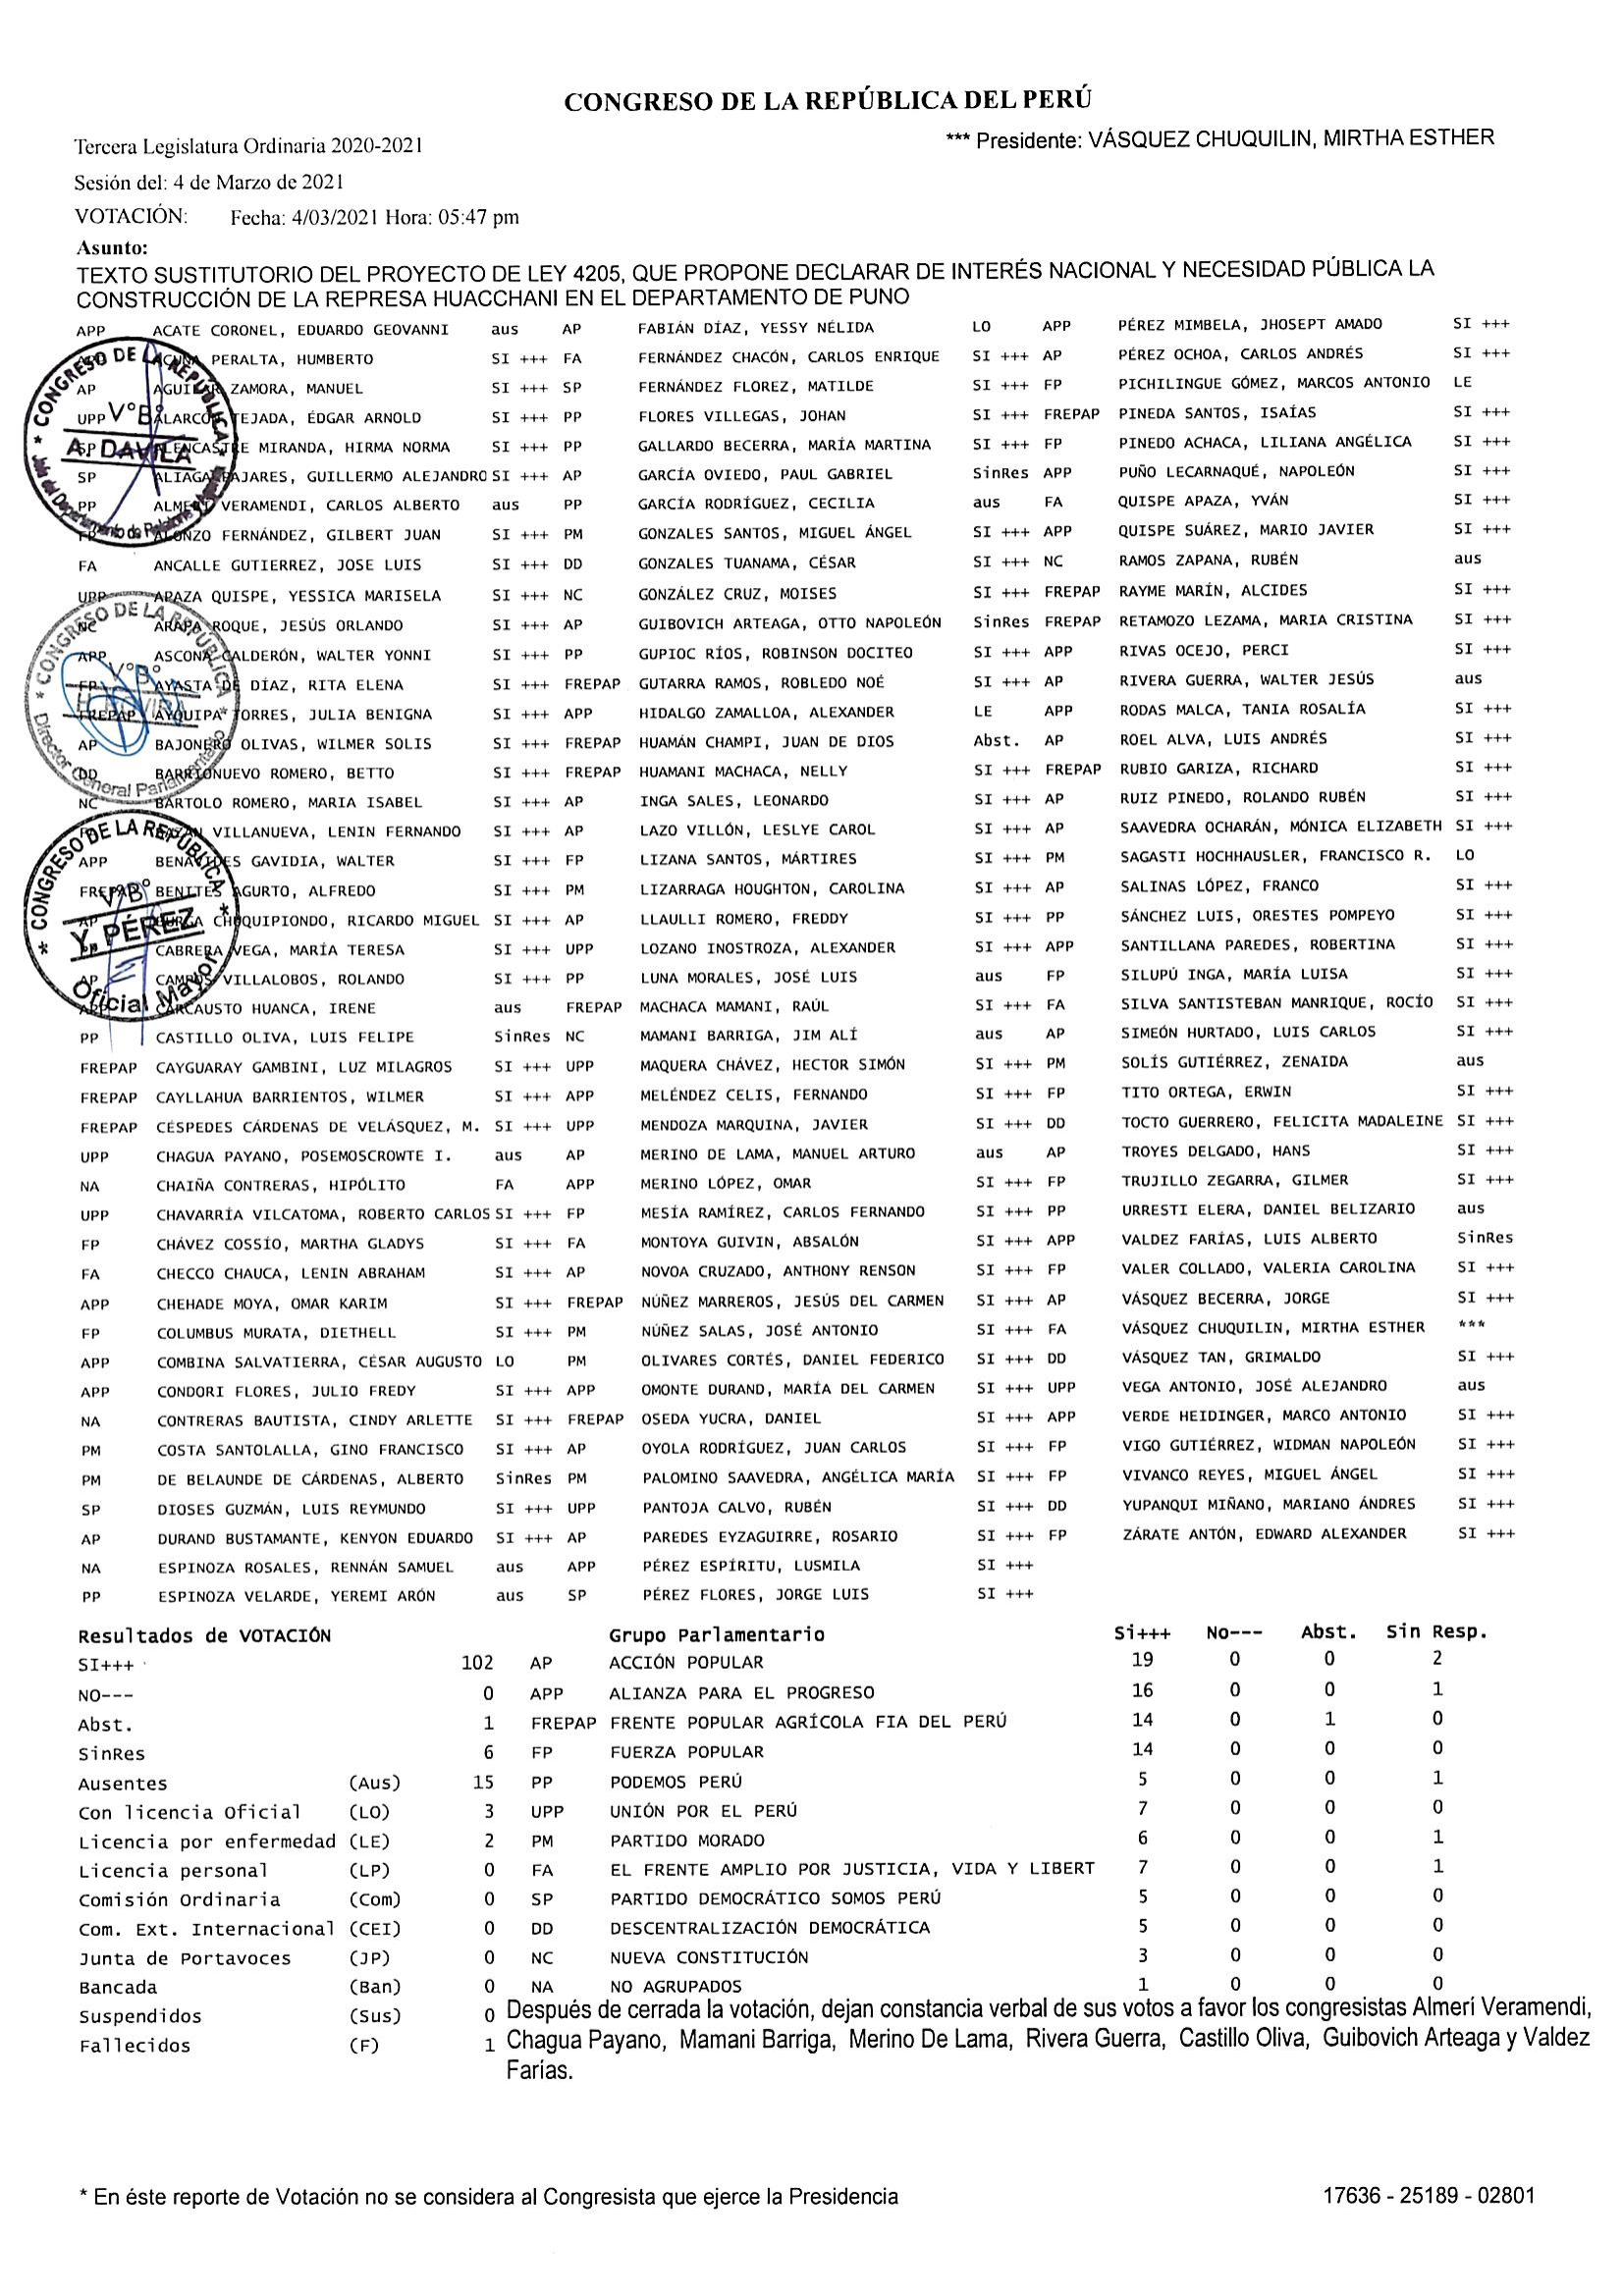 CONGRESO DE LA REPÚBLICA DEL PERÚ
Tercera Legislatura Ordinaria 2020-2021 *** Presidente: VÁSQUEZ CHUQUILIN, MIRTHA ESTHER
Sesión del: 4 de Marzo de 2021
VOTACIÓN: Fecha: 4/03/2021 Hora: 05:47 pm
Asunto:
TEXTO SUSTITUTORIO DEL PROYECTO DE LEY 4205, QUE PROPONE DECLARAR DE INTERÉS NACIONAL Y NECESIDAD PÚBLICA LA
CONSTRUCCIÓN DE LA REPRESA HUACCHANI EN EL DEPARTAMENTO DE PUNO
APP ACATE CORONEL, EDUARDO GEOVANNI aus AP FABIÁN DÍAZ, YESSY NÉLIDA LO APP PÉREZ MIMBELA, JHOSEPT AMADO SI +++
ACUÑA PERALTA, HUMBERTO SI +++ FA FERNÁNDEZ CHACÓN, CARLOS ENRIQUE SI +++ AP PÉREZ OCHOA, CARLOS ANDRÉS SI +++
AP AGUILAR ZAMORA, MANUEL SI +++ SP FERNÁNDEZ FLOREZ, MATILDE SI +++ FP PICHILINGUE GÓMEZ, MARCOS ANTONIO LE
UPP ALARCÓN TEJADA, EDGAR ARNOLD SI +++ PP FLORES VILLEGAS, JOHAN SI +++ FREPAP PINEDA SANTOS, ISAÍAS SI +++
SP ALENCASTRE MIRANDA, HIRMA NORMA SI +++ PP GALLARDO BECERRA, MARÍA MARTINA SI +++ FP PINEDO ACHACA, LILIANA ANGÉLICA SI +++
SP ALIAGA PAJARES, GUILLERMO ALEJANDRO SI +++ AP GARCÍA OVIEDO, PAUL GABRIEL SinRes APP PUÑO LECARNAQUÉ, NAPOLEÓN SI +++
PP ALMERÍ VERAMENDI, CARLOS ALBERTO aus PP GARCÍA RODRÍGUEZ, CECILIA aus FA QUISPE APAZA, YVÁN SI +++
FP ALONZO FERNÁNDEZ, GILBERT JUAN SI +++ PM GONZALES SANTOS, MIGUEL ÁNGEL SI +++ APP QUISPE SUÁREZ, MARIO JAVIER SI +++
FA ANCALLE GUTIERREZ, JOSE LUIS SI +++ DD GONZALES TUANAMA, CÉSAR SI +++ NC RAMOS ZAPANA, RUBÉN aus
UPP APAZA QUISPE, YESSICA MARISELA SI +++ NC GONZÁLEZ CRUZ, MOISES SI +++ FREPAP RAYME MARÍN, ALCIDES SI +++
NC ARAPA ROQUE, JESÚS ORLANDO SI +++ AP GUIBOVICH ARTEAGA, OTTO NAPOLEÓN SinRes FREPAP RETAMOZO LEZAMA, MARIA CRISTINA SI +++
APP ASCONA CALDERÓN, WALTER YONNI SI +++ PP GUPIOC RÍOS, ROBINSON DOCITEO SI +++ APP RIVAS OCEJO, PERCI SI +++
FP AYASTA DE DÍAZ, RITA ELENA SI +++ FREPAP GUTARRA RAMOS, ROBLEDO NOÉ SI +++ AP RIVERA GUERRA, WALTER JESÚS aus
FREPAP AYQUIPA TORRES, JULIA BENIGNA SI +++ APP HIDALGO ZAMALLOA, ALEXANDER LE APP RODAS MALCA, TANIA ROSALÍA SI +++
AP BAJONERO OLIVAS, WILMER SOLIS SI +++ FREPAP HUAMÁN CHAMPI, JUAN DE DIOS Abst. AP ROEL ALVA, LUIS ANDRÉS SI +++
DD BARRIONUEVO ROMERO, BETTO SI +++ FREPAP HUAMANI MACHACA, NELLY SI +++ FREPAP RUBIO GARIZA, RICHARD SI +++
NC BARTOLO ROMERO, MARIA ISABEL SI +++ AP INGA SALES, LEONARDO SI +++ AP RUIZ PINEDO, ROLANDO RUBÉN SI +++
VILLANUEVA, LENIN FERNANDO SI +++ AP LAZO VILLÓN, LESLYE CAROL SI +++ AP SAAVEDRA OCHARÁN, MÓNICA ELIZABETH SI +++
APP BENAVIDES GAVIDIA, WALTER SI +++ FP LIZANA SANTOS, MÁRTIRES SI +++ PM SAGASTI HOCHHAUSLER, FRANCISCO R. LO
FREPAP BENITES AGURTO, ALFREDO SI +++ PM LIZARRAGA HOUGHTON, CAROLINA SI +++ AP SALINAS LÓPEZ, FRANCO SI +++
AP BURGA CHUQUIPIONDO, RICARDO MIGUEL SI +++ AP LLAULLI ROMERO, FREDDY SI +++ PP SÁNCHEZ LUIS, ORESTES POMPEYO SI +++
CABRERA VEGA, MARÍA TERESA SI +++ UPP LOZANO INOSTROZA, ALEXANDER SI +++ APP SANTILLANA PAREDES, ROBERTINA SI +++
AP CAMPOS VILLALOBOS, ROLANDO SI +++ PP LUNA MORALES, JOSÉ LUIS aus FP SILUPÚ INGA, MARÍA LUISA SI +++
APP CARCAUSTO HUANCA, IRENE aus FREPAP MACHACA MAMANI, RAÚL SI +++ FA SILVA SANTISTEBAN MANRIQUE, ROCÍO SI +++
PP CASTILLO OLIVA, LUIS FELIPE SinRes NC MAMANI BARRIGA, JIM ALÍ aus AP SIMEÓN HURTADO, LUIS CARLOS SI +++
FREPAP CAYGUARAY GAMBINI, LUZ MILAGROS SI +++ UPP MAQUERA CHÁVEZ, HECTOR SIMÓN SI +++ PM SOLÍS GUTIÉRREZ, ZENAIDA aus
FREPAP CAYLLAHUA BARRIENTOS, WILMER SI +++ APP MELÉNDEZ CELIS, FERNANDO SI +++ FP TITO ORTEGA, ERWIN SI +++
FREPAP CÉSPEDES CÁRDENAS DE VELÁSQUEZ, M. SI +++ UPP MENDOZA MARQUINA, JAVIER SI +++ DD TOCTO GUERRERO, FELICITA MADALEINE SI +++
UPP CHAGUA PAYANO, POSEMOSCROWTE I. aus AP MERINO DE LAMA, MANUEL ARTURO aus AP TROYES DELGADO, HANS SI +++
NA CHAIÑA CONTRERAS, HIPÓLITO FA APP MERINO LÓPEZ, OMAR SI +++ FP TRUJILLO ZEGARRA, GILMER SI +++
UPP CHAVARRÍA VILCATOMA, ROBERTO CARLOS SI +++ FP MESÍA RAMÍREZ, CARLOS FERNANDO SI +++ PP URRESTI ELERA, DANIEL BELIZARIO aus
FP CHÁVEZ COSSÍO, MARTHA GLADYS SI +++ FA MONTOYA GUIVIN, ABSALÓN SI +++ APP VALDEZ FARÍAS, LUIS ALBERTO SinRes
FA CHECCO CHAUCA, LENIN ABRAHAM SI +++ AP NOVOA CRUZADO, ANTHONY RENSON SI +++ FP VALER COLLADO, VALERIA CAROLINA SI +++
APP CHEHADE MOYA, OMAR KARIM SI +++ FREPAP NÚÑEZ MARREROS, JESÚS DEL CARMEN SI +++ AP VÁSQUEZ BECERRA, JORGE SI +++
FP COLUMBUS MURATA, DIETHELL SI +++ PM NÚÑEZ SALAS, JOSÉ ANTONIO SI +++ FA VÁSQUEZ CHUQUILIN, MIRTHA ESTHER ***
APP COMBINA SALVATIERRA, CÉSAR AUGUSTO LO PM OLIVARES CORTÉS, DANIEL FEDERICO SI +++ DD VÁSQUEZ TAN, GRIMALDO SI +++
APP CONDORI FLORES, JULIO FREDY SI +++ APP OMONTE DURAND, MARÍA DEL CARMEN SI +++ UPP VEGA ANTONIO, JOSÉ ALEJANDRO aus
NA CONTRERAS BAUTISTA, CINDY ARLETTE SI +++ FREPAP OSEDA YUCRA, DANIEL SI +++ APP VERDE HEIDINGER, MARCO ANTONIO SI +++
PM COSTA SANTOLALLA, GINO FRANCISCO SI +++ AP OYOLA RODRÍGUEZ, JUAN CARLOS SI +++ FP VIGO GUTIÉRREZ, WIDMAN NAPOLEÓN SI +++
PM DE BELAUNDE DE CÁRDENAS, ALBERTO SinRes PM PALOMINO SAAVEDRA, ANGÉLICA MARÍA SI +++ FP VIVANCO REYES, MIGUEL ÁNGEL SI +++
SP DIOSES GUZMÁN, LUIS REYMUNDO SI +++ UPP PANTOJA CALVO, RUBÉN SI +++ DD YUPANQUI MIÑANO, MARIANO ÁNDRES SI +++
AP DURAND BUSTAMANTE, KENYON EDUARDO SI +++ AP PAREDES EYZAGUIRRE, ROSARIO SI +++ FP ZÁRATE ANTÓN, EDWARD ALEXANDER SI +++
NA ESPINOZA ROSALES, RENNÁN SAMUEL aus APP PÉREZ ESPÍRITU, LUSMILA SI +++
PP ESPINOZA VELARDE, YEREMI ARÓN aus SP PÉREZ FLORES, JORGE LUIS SI +++
CONGRESO DE LA REPÚBLICA
V°B°
A. DAVILA
CONGRESO DE LA REPÚBLICA
V°B°
Director General Parlamentario
CONGRESO DE LA REPÚBLICA
V°B°
Y. PÉREZ
Oficial Mayor
Resultados de VOTACIÓN Grupo Parlamentario Si+++ No--- Abst. Sin Resp.
SI+++ 102 AP ACCIÓN POPULAR 19 0 0 2
NO--- 0 APP ALIANZA PARA EL PROGRESO 16 0 0 1
Abst. 1 FREPAP FRENTE POPULAR AGRÍCOLA FIA DEL PERÚ 14 0 1 0
SinRes 6 FP FUERZA POPULAR 14 0 0 0
Ausentes (Aus) 15 PP PODEMOS PERÚ 5 0 0 1
Con licencia Oficial (LO) 3 UPP UNIÓN POR EL PERÚ 7 0 0 0
Licencia por enfermedad (LE) 2 PM PARTIDO MORADO 6 0 0 1
Licencia personal (LP) 0 FA EL FRENTE AMPLIO POR JUSTICIA, VIDA Y LIBERT 7 0 0 1
Comisión Ordinaria (Com) 0 SP PARTIDO DEMOCRÁTICO SOMOS PERÚ 5 0 0 0
Com. Ext. Internacional (CEI) 0 DD DESCENTRALIZACIÓN DEMOCRÁTICA 5 0 0 0
Junta de Portavoces (JP) 0 NC NUEVA CONSTITUCIÓN 3 0 0 0
Bancada (Ban) 0 NA NO AGRUPADOS 1 0 0 0
Suspendidos (Sus) 0
Fallecidos (F) 1
Después de cerrada la votación, dejan constancia verbal de sus votos a favor los congresistas Almerí Veramendi,
Chagua Payano, Mamani Barriga, Merino De Lama, Rivera Guerra, Castillo Oliva, Guibovich Arteaga y Valdez
Farías.
* En éste reporte de Votación no se considera al Congresista que ejerce la Presidencia 17636 - 25189 - 02801